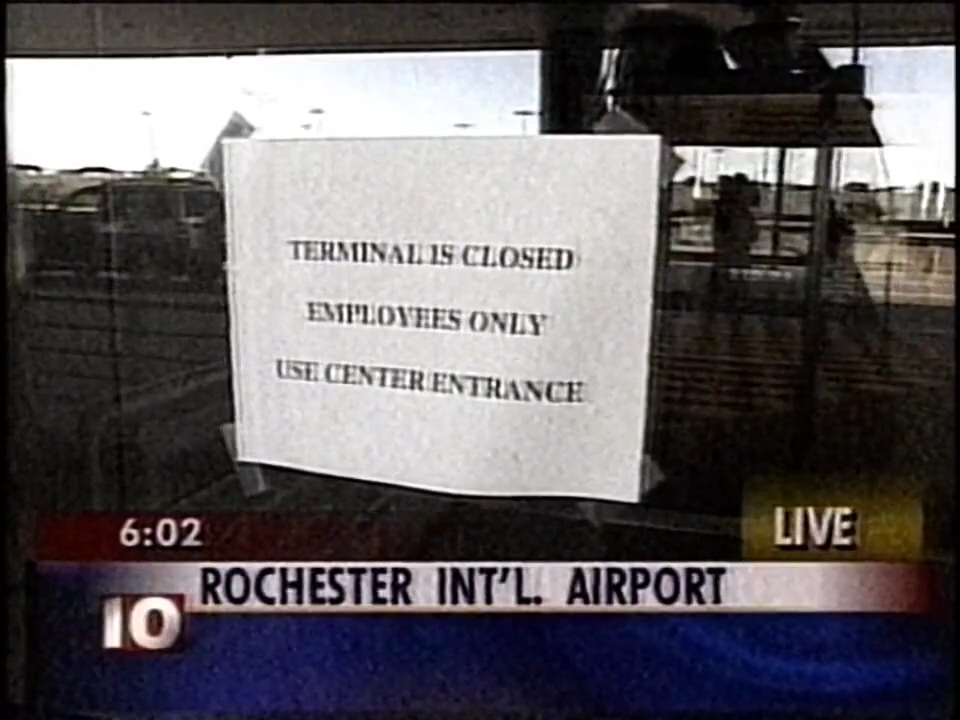 TERMINAL IS CLOSED
EMPLOYEES ONLY
USE CENTER ENTRANCE
6:02
LIVE
ROCHESTER INT'L. AIRPORT
10